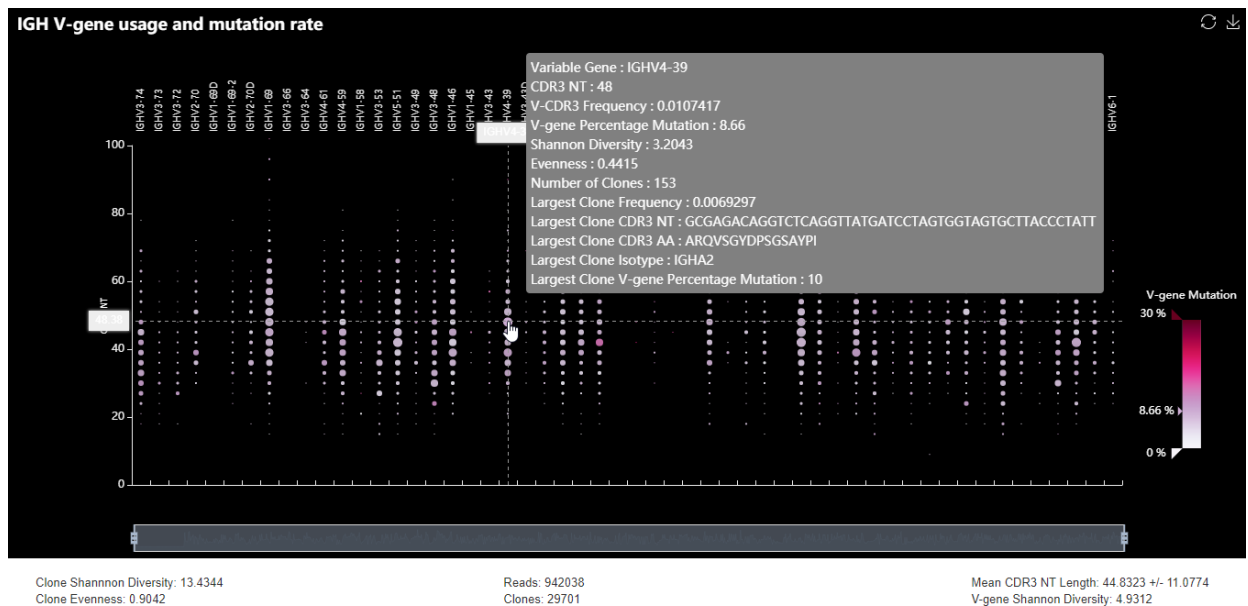 IGH V-gene usage and mutation rate
Variable Gene : IGHV4-39
CDR3 NT : 48
V-CDR3 Frequency : 0.0107417
V-gene Percentage Mutation : 8.66
Shannon Diversity : 3.2043
Evenness : 0.4415
Number of Clones : 153
Largest Clone Frequency : 0.0069297
Largest Clone CDR3 NT : GCGAGACAGGTCTCAGGTTATGATCCTAGTGGTAGTGCTTACCCTATT
Largest Clone CDR3 AA : ARQVSGYDPSGSAYPI
Largest Clone Isotype : IGHA2
Largest Clone V-gene Percentage Mutation : 10
IGHV3-74
IGHV3-73
IGHV3-72
IGHV2-70
IGHV1-69D
IGHV1-69-2
IGHV2-70D
IGHV1-69
IGHV3-66
IGHV3-64
IGHV4-61
IGHV4-59
IGHV1-58
IGHV3-53
IGHV5-51
IGHV3-49
IGHV3-48
IGHV1-46
IGHV1-45
IGHV3-43
IGHV4-39
IGHV6-1
100
80
60
40
20
0
NT
V-gene Mutation
30 %
8.66 %
0 %
Clone Shannnon Diversity: 13.4344
Clone Evenness: 0.9042
Reads: 942038
Clones: 29701
Mean CDR3 NT Length: 44.8323 +/- 11.0774
V-gene Shannon Diversity: 4.9312